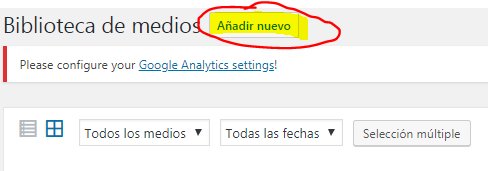 Biblioteca de medios Añadir nuevo
Please configure your Google Analytics settings!
Todos los medios Todas las fechas Selección múltiple